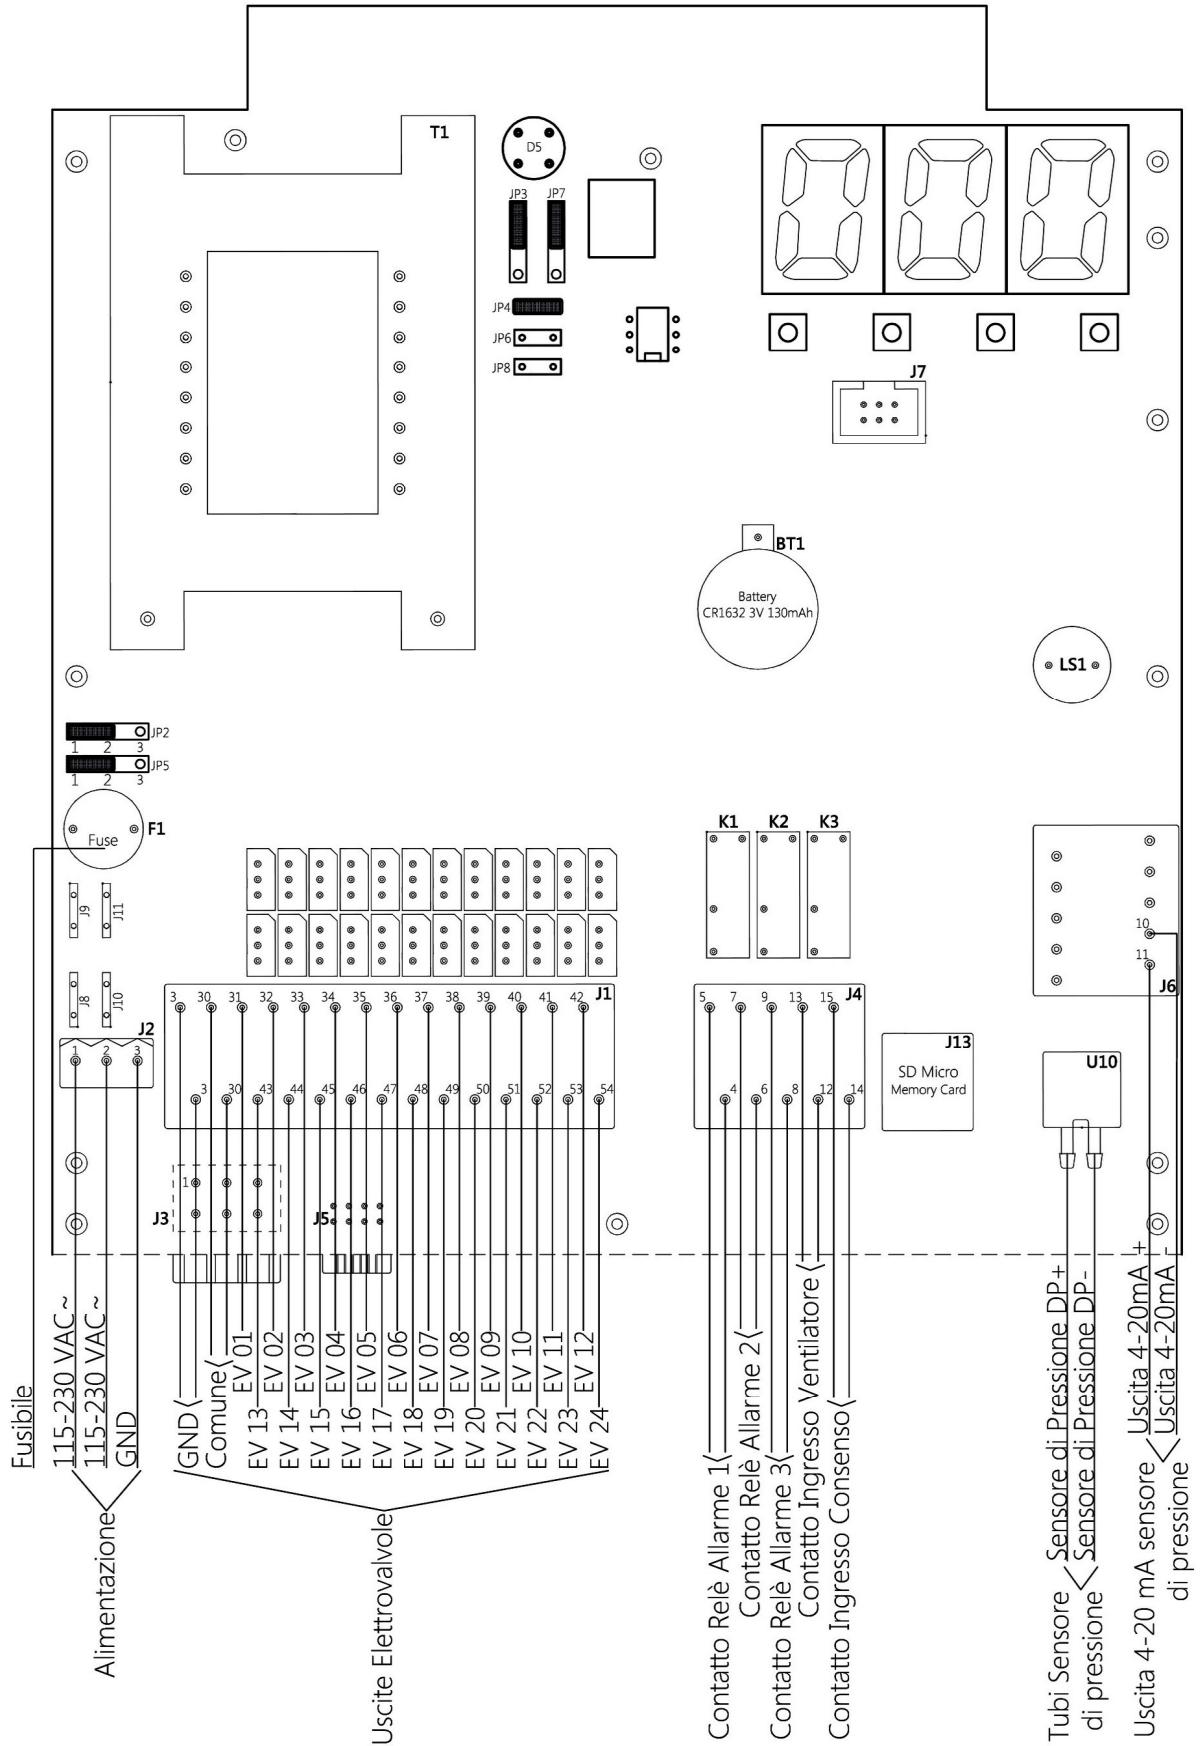 T1
D5
JP3 JP7
JP4
JP6
JP8
J7
BT1
Battery
CR1632 3V 130mAh
LS1
JP2
1 2 3
JP5
1 2 3
F1
Fuse
K1 K2 K3
J9 J11
J8 J10
10
11
J6
J2
1 2 3
J1
3 30 31 32 33 34 35 36 37 38 39 40 41 42
3 30 43 44 45 46 47 48 49 50 51 52 53 54
J4
5 7 9 13 15
4 6 8 12 14
J13
SD Micro
Memory Card
U10
1
J3
J5
Fusibile
115-230 VAC~
115-230 VAC~
GND
Alimentazione
GND
Comune
EV 01
EV 13
EV 02
EV 14
EV 03
EV 15
EV 04
EV 16
EV 05
EV 17
EV 06
EV 18
EV 07
EV 19
EV 08
EV 20
EV 09
EV 21
EV 10
EV 22
EV 11
EV 23
EV 12
EV 24
Uscite Elettrovalvole
Contatto Relè Allarme 1
Contatto Relè Allarme 2
Contatto Relè Allarme 3
Contatto Ingresso Ventilatore
Contatto Ingresso Consenso
Sensore di Pressione DP+
Sensore di Pressione DP-
Tubi Sensore
di pressione
Uscita 4-20mA +
Uscita 4-20mA -
Uscita 4-20 mA sensore
di pressione